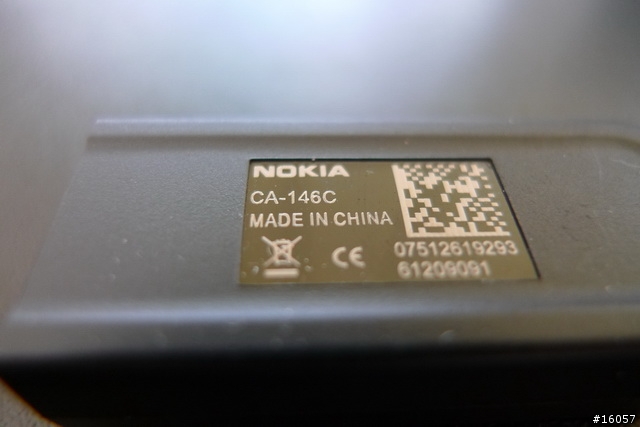 NOKIA
CA-146C
MADE IN CHINA
CE
07512619293
61209091
#16057